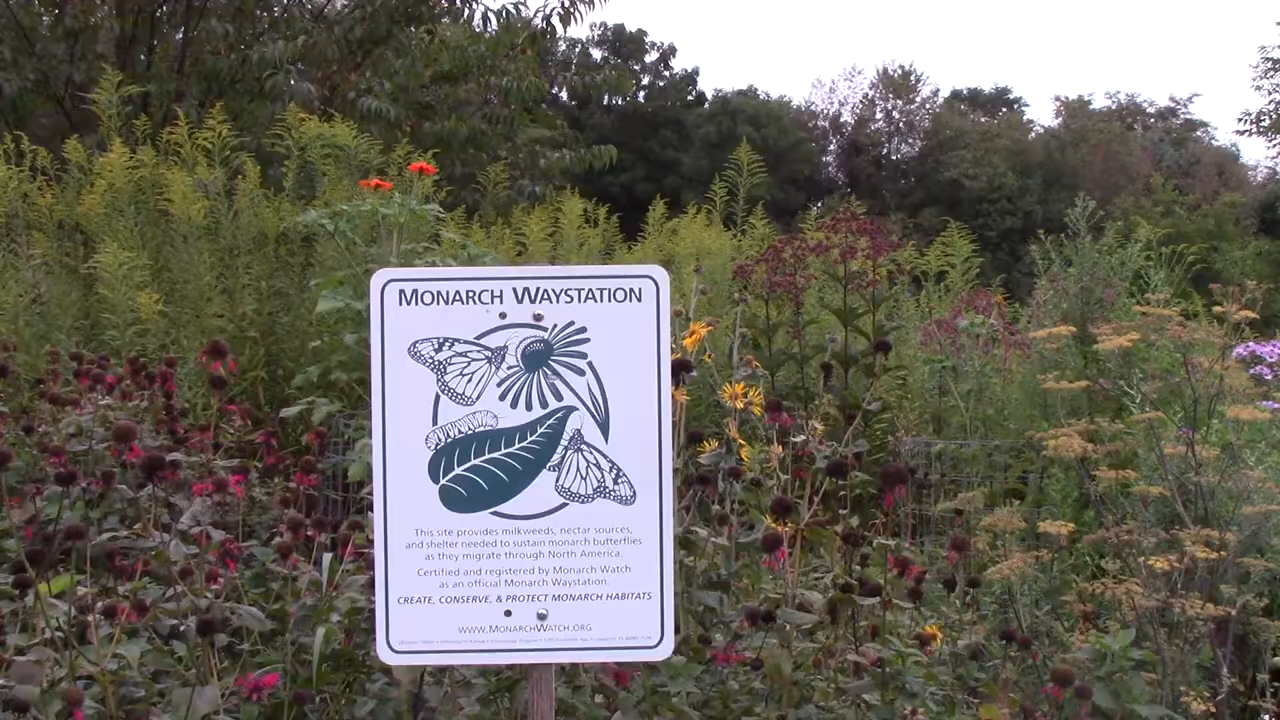 MONARCH WAYSTATION
This site provides milkweeds, nectar sources,
and shelter needed to sustain monarch butterflies
as they migrate through North America.
Certified and registered by Monarch Watch
as an official Monarch Waystation.
CREATE, CONSERVE, & PROTECT MONARCH HABITATS
WWW.MONARCHWATCH.ORG